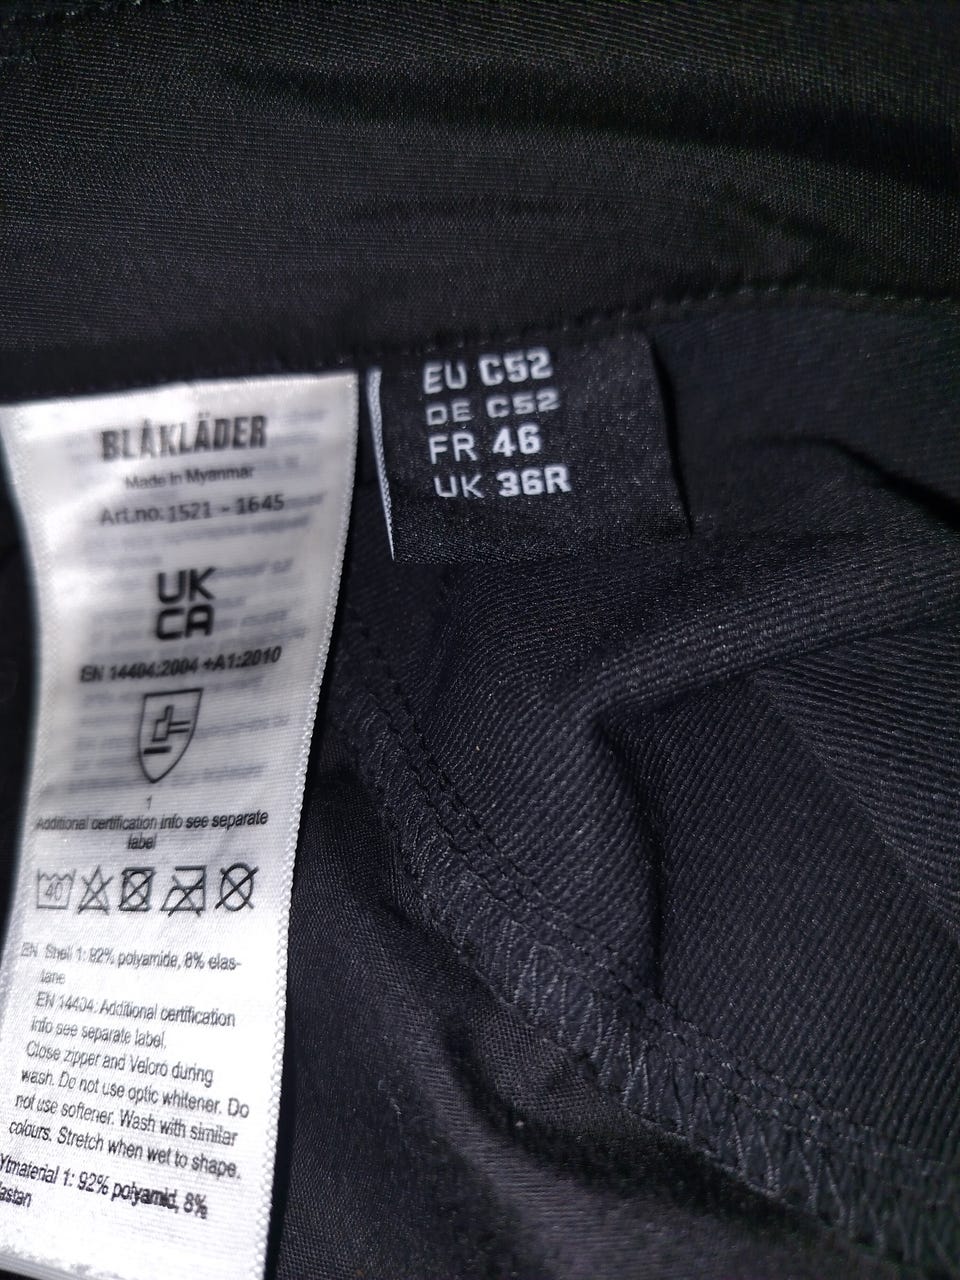 BLÅKLÄDER
Made in Myanmar
Art.no: 1521 - 1645
UK
CA
EN 14404:2004 +A1:2010
1
Additional certification info see separate
label
40
EN Shell 1: 92% polyamide, 8% elas-
tane
EN 14404: Additional certification
info see separate label.
Close zipper and Velcro during
wash. Do not use optic whitener. Do
not use softener. Wash with similar
colours. Stretch when wet to shape.
Ytmaterial 1: 92% polyamid, 8%
astan
EU C52
DE C52
FR 46
UK 36R